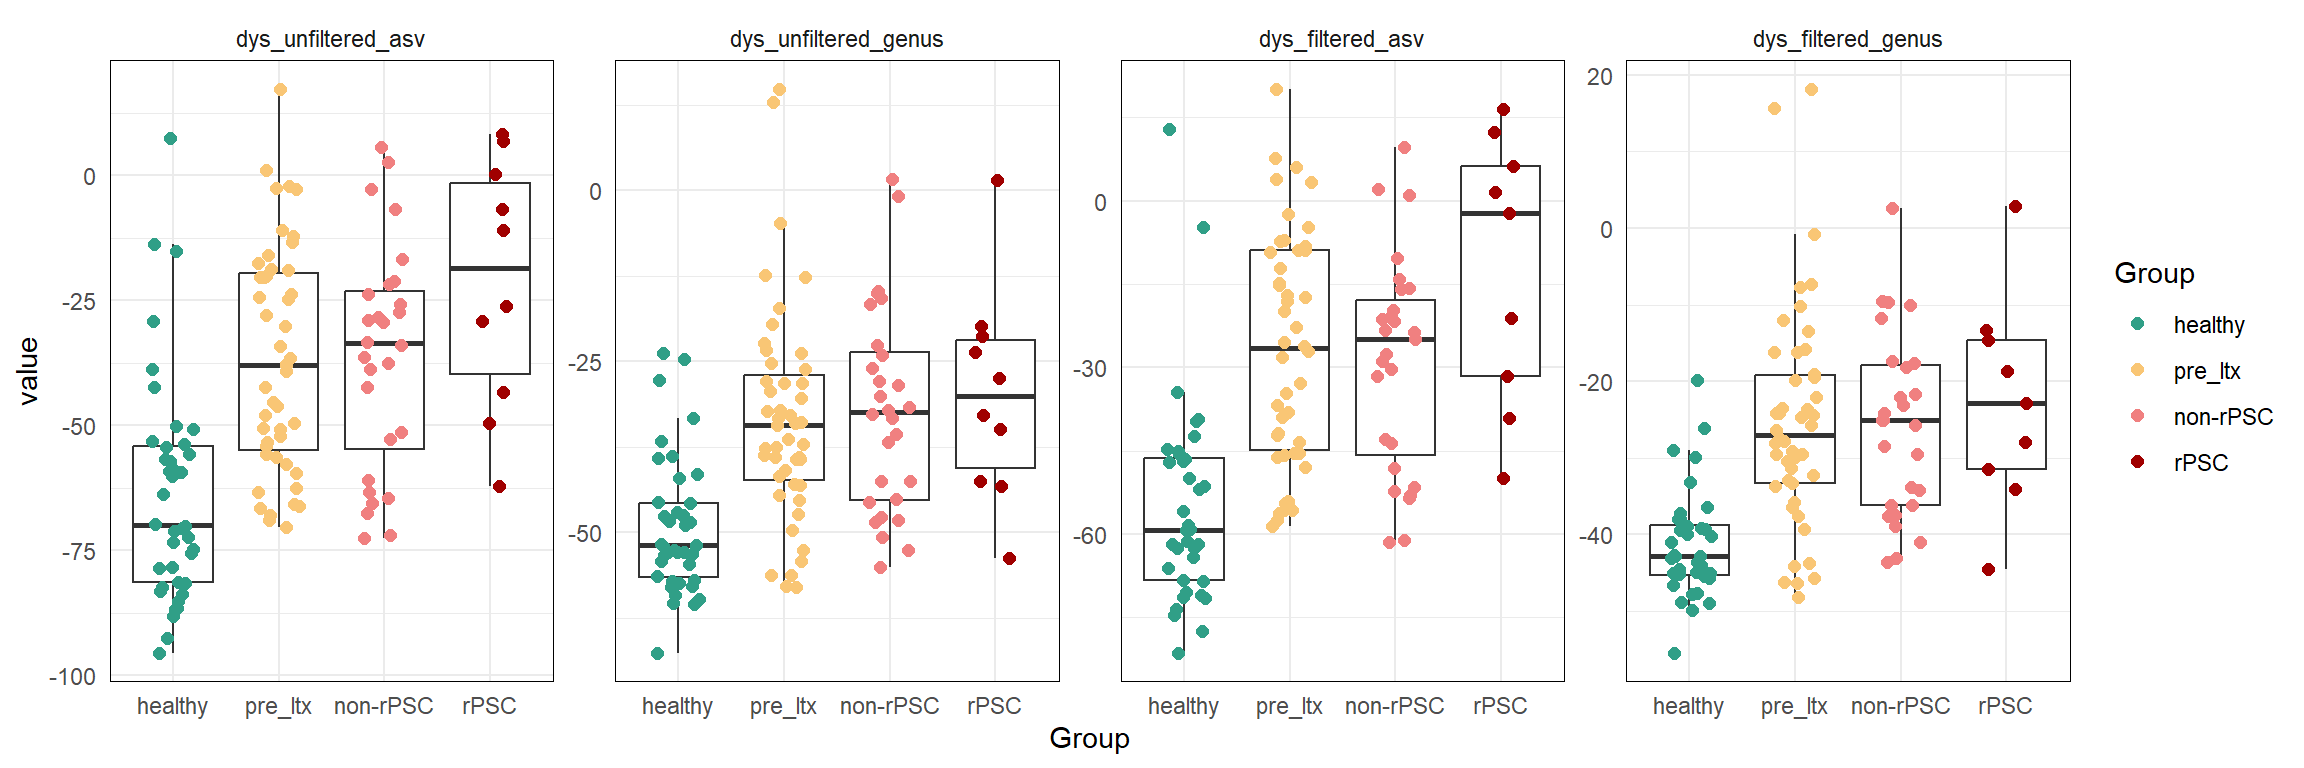 dys_unfiltered_asv
dys_unfiltered_genus
dys_filtered_asv
dys_filtered_genus
value
0
-25
-50
-75
-100
0
-25
-50
0
-30
-60
20
0
-20
-40
healthy pre_ltx non-rPSC rPSC
healthy pre_ltx non-rPSC rPSC
healthy pre_ltx non-rPSC rPSC
healthy pre_ltx non-rPSC rPSC
Group
Group
healthy
pre_ltx
non-rPSC
rPSC